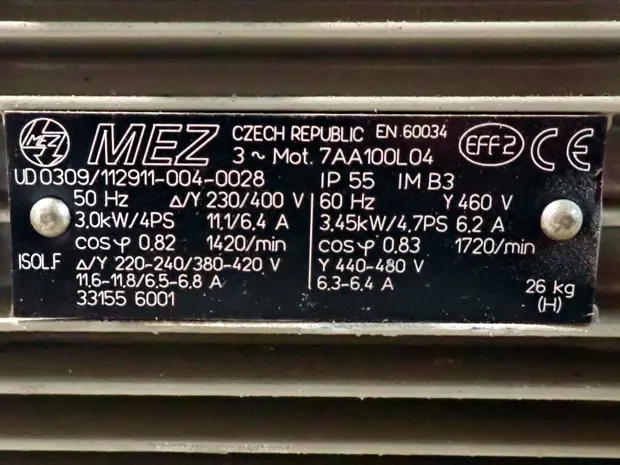 MEZ MEZ CZECH REPUBLIC EN 60034 EFF2 CE
3 ~ Mot. 7AA100L04
UD 0309/112911-004-0028 IP 55 IM B3
50 Hz Δ/Y 230/400 V 60 Hz Y 460 V
3,0kW/4PS 11,1/6,4 A 3,45kW/4,7PS 6,2 A
cos φ 0,82 1420/min cos φ 0,83 1720/min
ISOL.F Δ/Y 220-240/380-420 V Y 440-480 V
11,6-11,8/6,5-6,8 A 6,3-6,4 A 26 kg
33155 6001 (H)